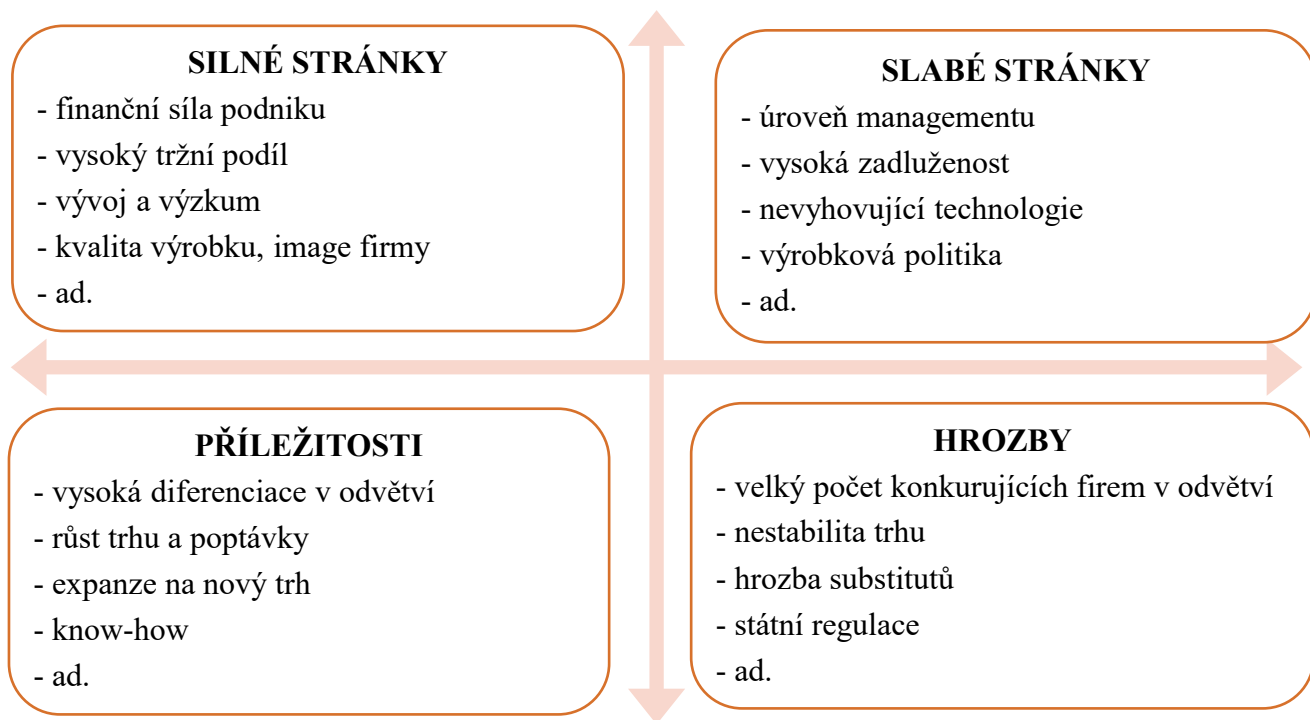 SILNÉ STRÁNKY
- finanční síla podniku
- vysoký tržní podíl
- vývoj a výzkum
- kvalita výrobku, image firmy
- ad.
SLABÉ STRÁNKY
- úroveň managementu
- vysoká zadluženost
- nevyhovující technologie
- výrobková politika
- ad.
PŘÍLEŽITOSTI
- vysoká diferenciace v odvětví
- růst trhu a poptávky
- expanze na nový trh
- know-how
- ad.
HROZBY
- velký počet konkurujících firem v odvětví
- nestabilita trhu
- hrozba substitutů
- státní regulace
- ad.